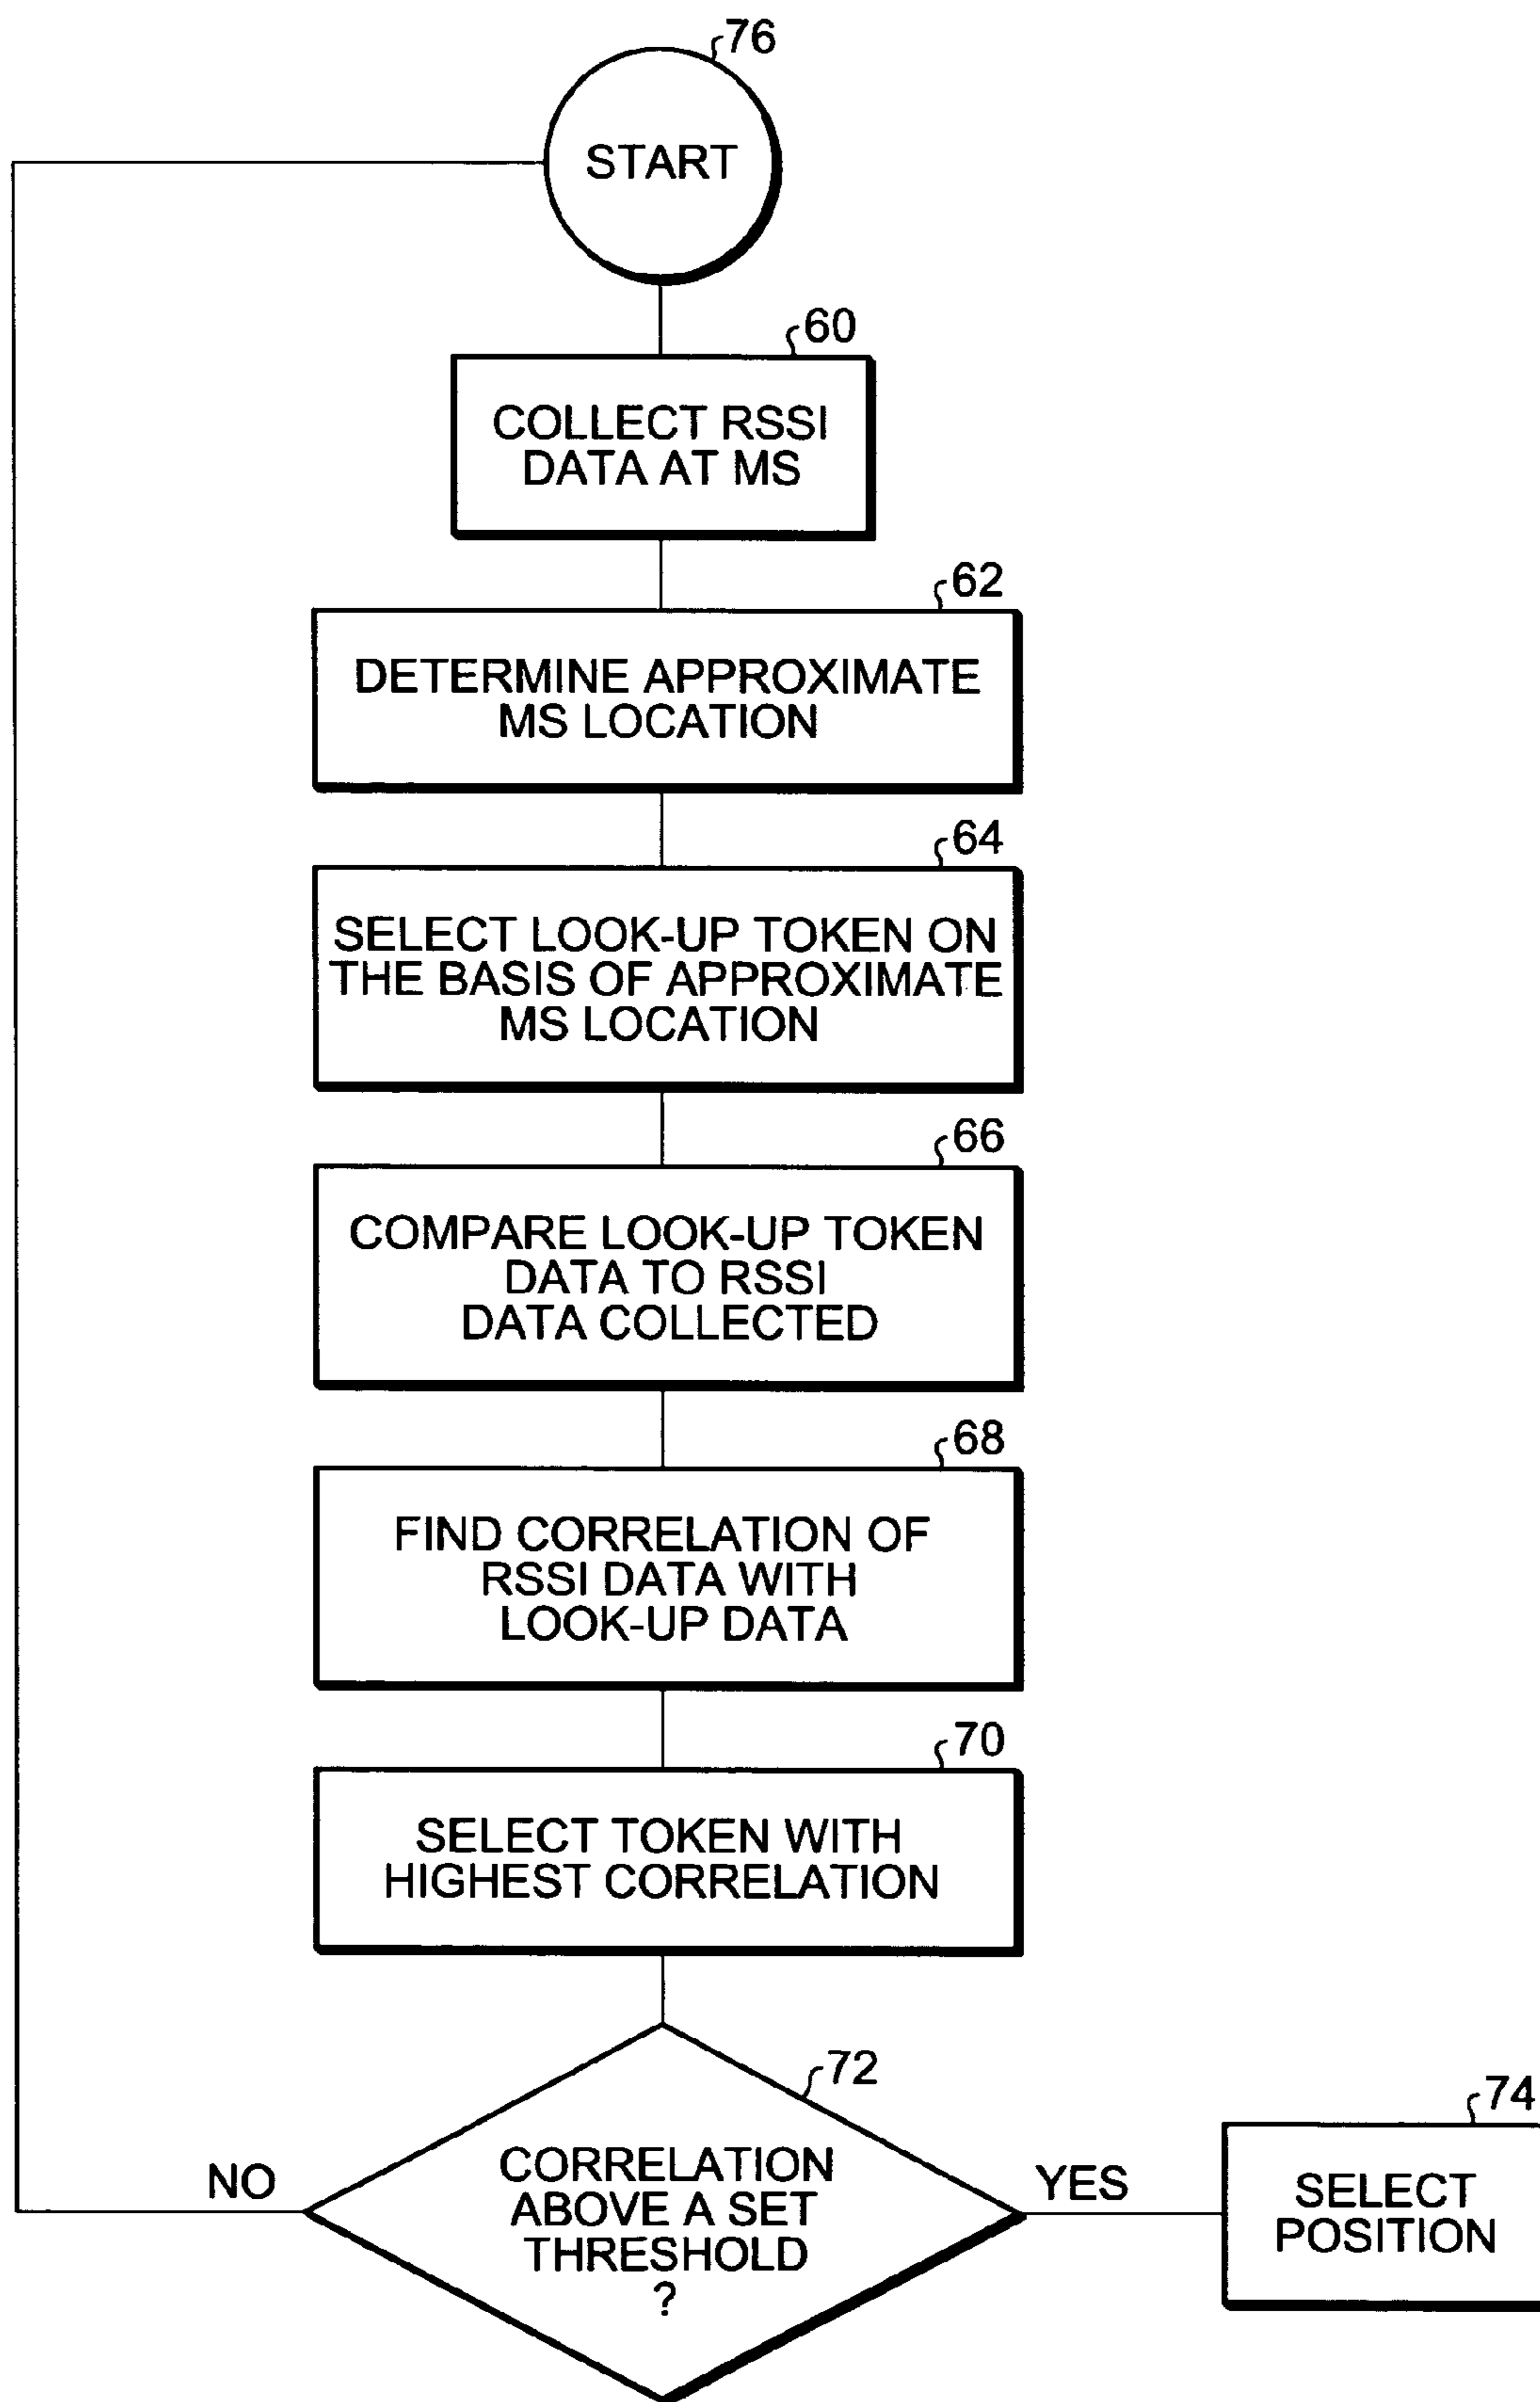 76
START
60
COLLECT RSSI
DATA AT MS
62
DETERMINE APPROXIMATE
MS LOCATION
64
SELECT LOOK-UP TOKEN ON
THE BASIS OF APPROXIMATE
MS LOCATION
66
COMPARE LOOK-UP TOKEN
DATA TO RSSI
DATA COLLECTED
68
FIND CORRELATION OF
RSSI DATA WITH
LOOK-UP DATA
70
SELECT TOKEN WITH
HIGHEST CORRELATION
72
CORRELATION
ABOVE A SET
THRESHOLD
?
NO
YES
74
SELECT
POSITION